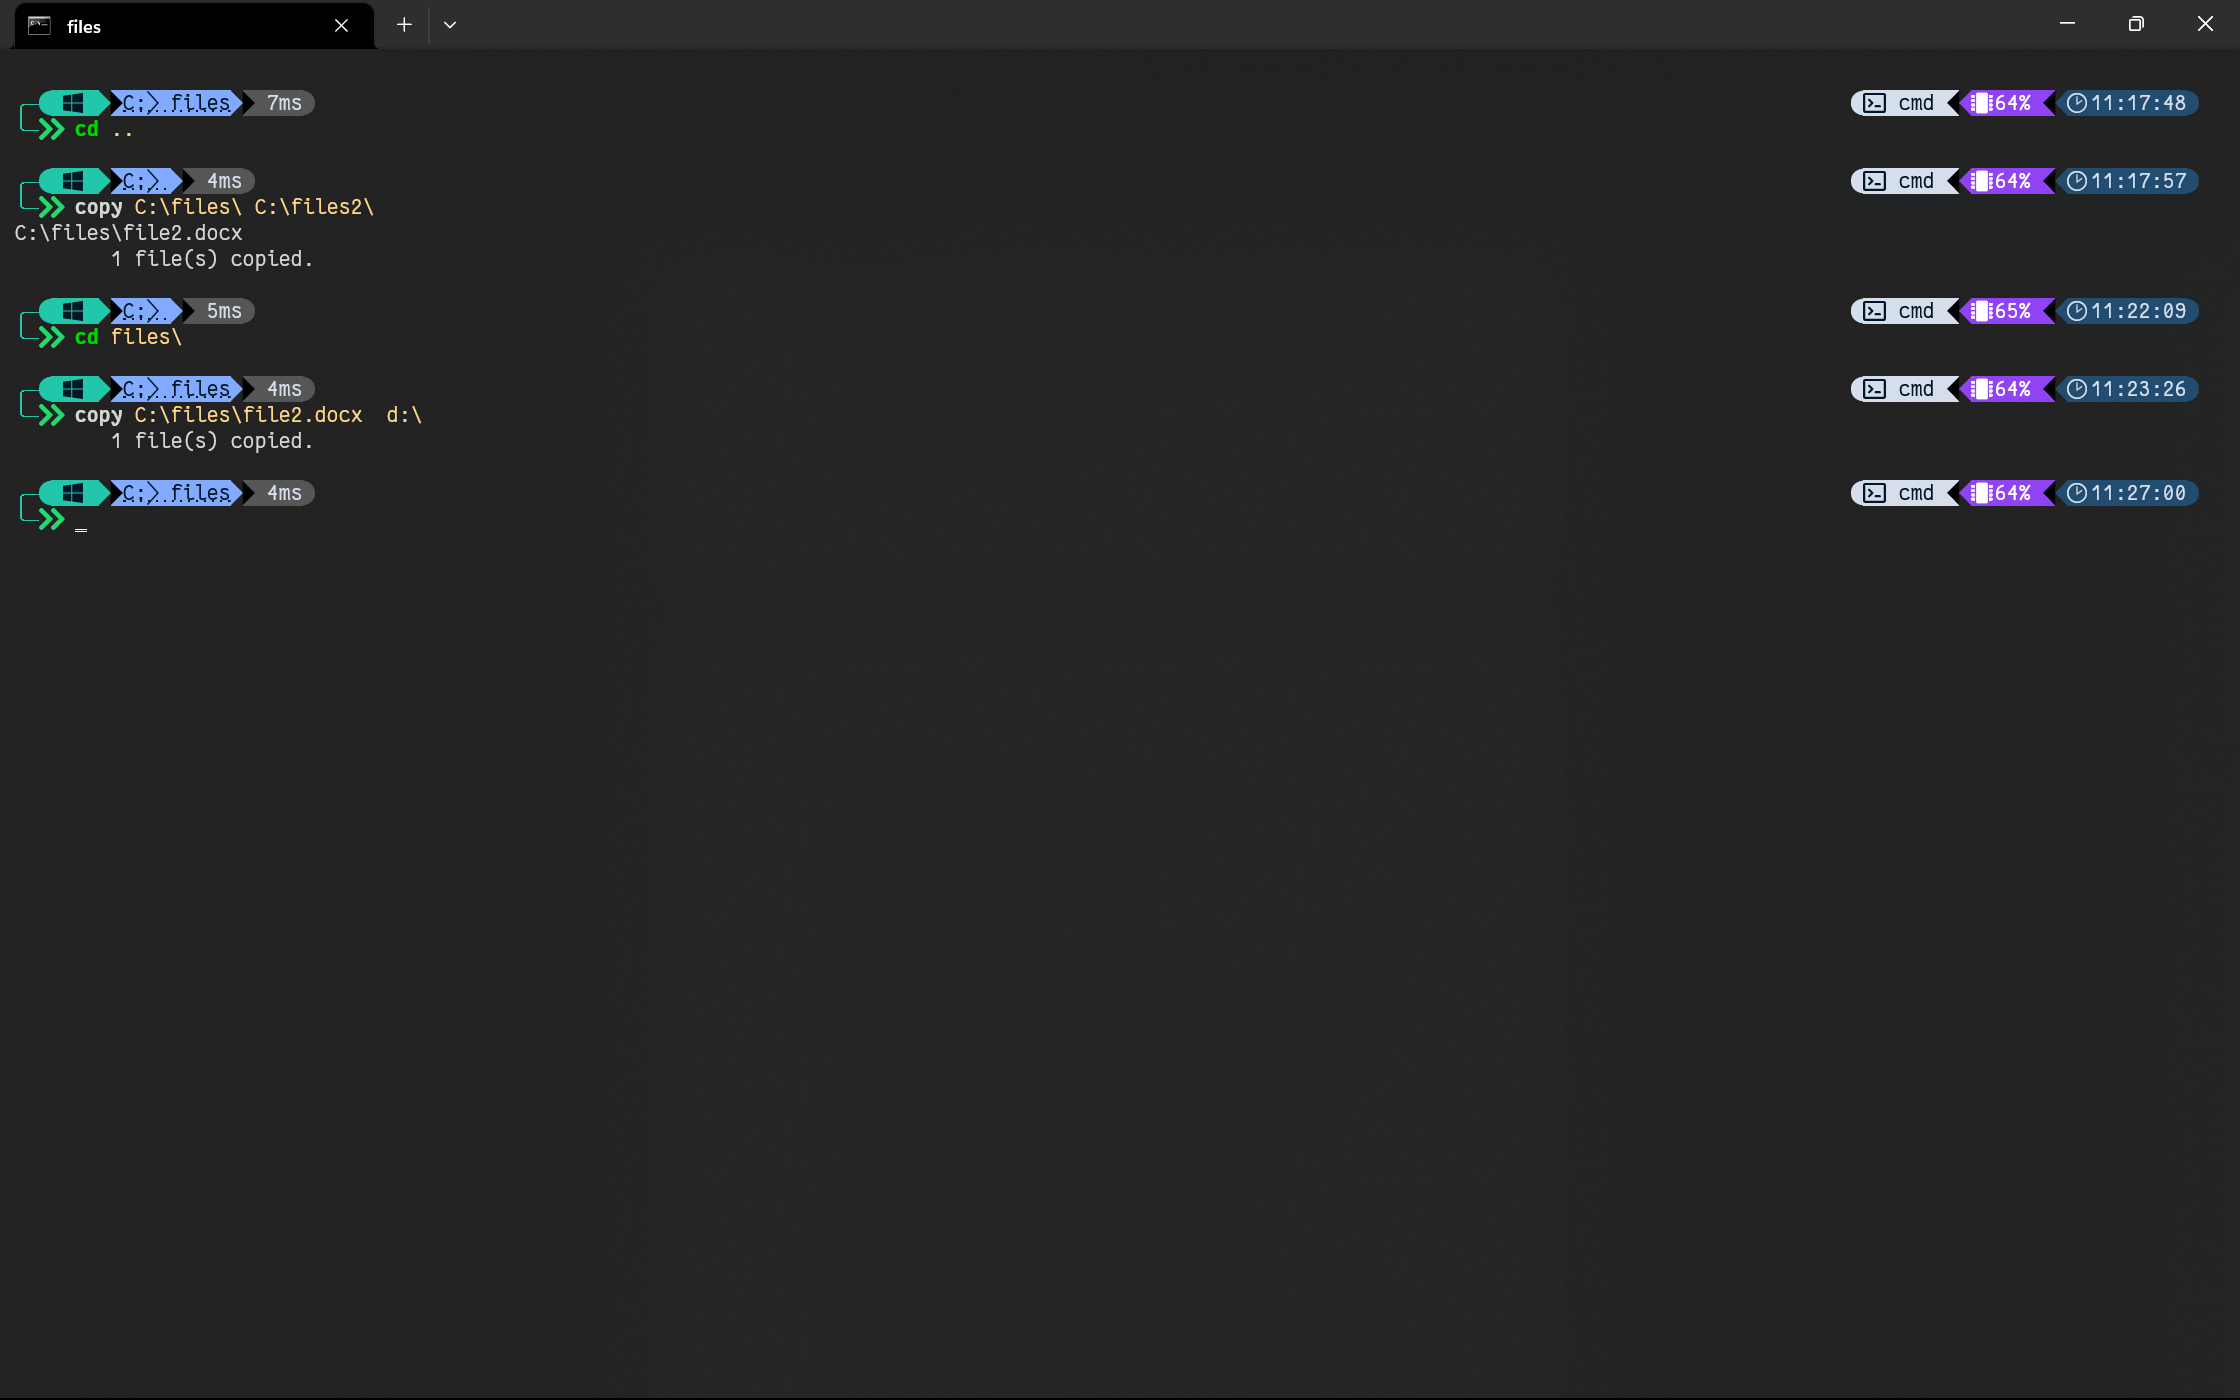 files
C: files 7ms cmd 64% 11:17:48
cd ..
C: 4ms cmd 64% 11:17:57
copy C:\files\ C:\files2\
C:\files\file2.docx
1 file(s) copied.
C: 5ms cmd 65% 11:22:09
cd files\
C: files 4ms cmd 64% 11:23:26
copy C:\files\file2.docx  d:\
1 file(s) copied.
C: files 4ms cmd 64% 11:27:00